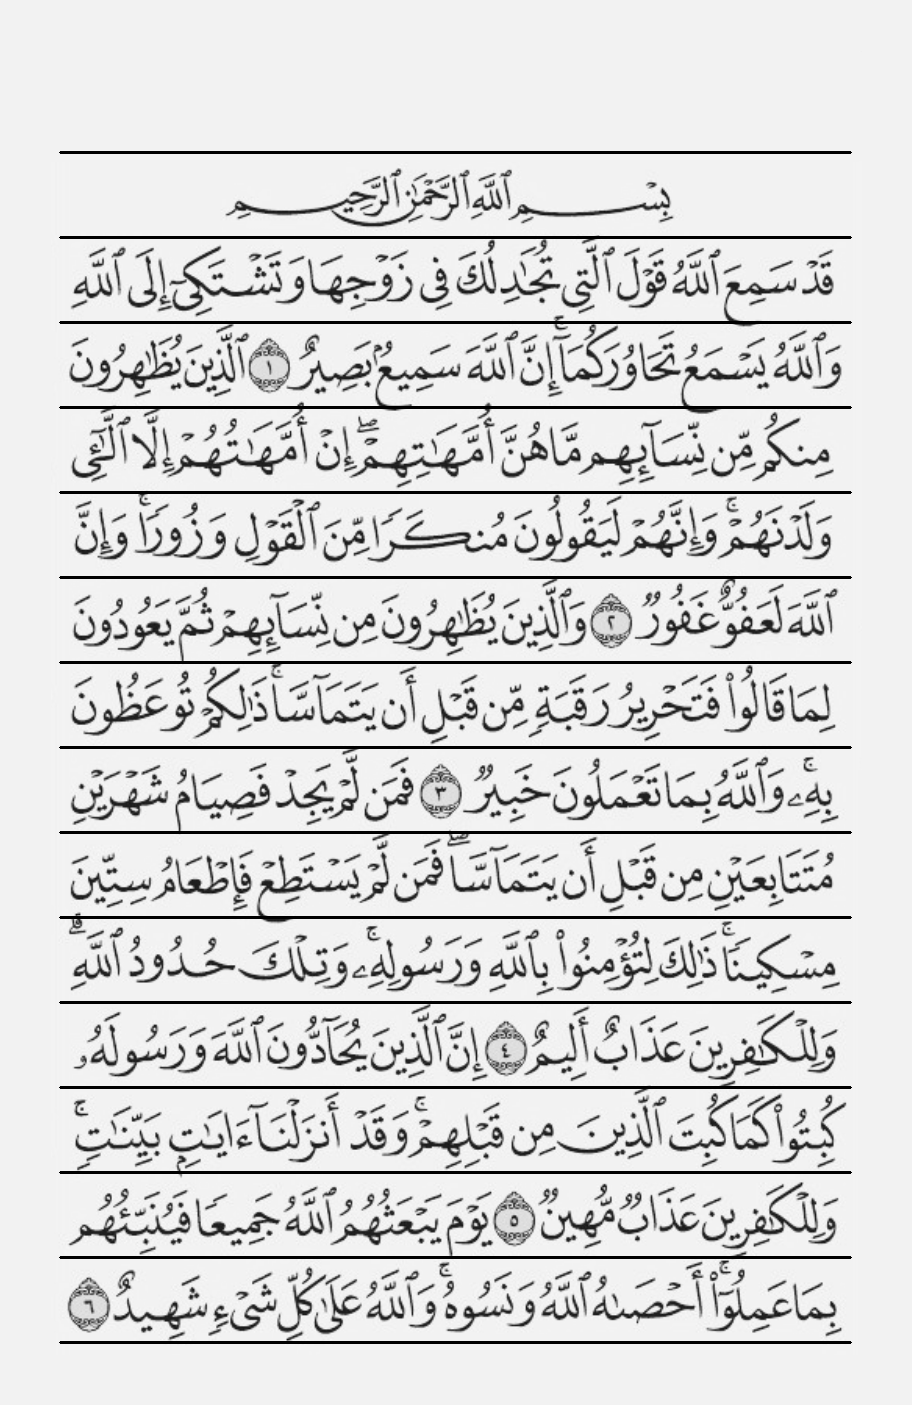 بِسْمِ ٱللَّهِ ٱلرَّحْمَٰنِ ٱلرَّحِيمِ
قَدْ سَمِعَ ٱللَّهُ قَوْلَ ٱلَّتِى تُجَٰدِلُكَ فِى زَوْجِهَا وَتَشْتَكِىٓ إِلَى ٱللَّهِ
وَٱللَّهُ يَسْمَعُ تَحَاوُرَكُمَآ ۚ إِنَّ ٱللَّهَ سَمِيعٌۢ بَصِيرٌ ١ ٱلَّذِينَ يُظَٰهِرُونَ
مِنكُم مِّن نِّسَآئِهِم مَّا هُنَّ أُمَّهَٰتِهِمْ ۖ إِنْ أُمَّهَٰتُهُمْ إِلَّا ٱلَّٰٓـِٔى
وَلَدْنَهُمْ ۚ وَإِنَّهُمْ لَيَقُولُونَ مُنكَرًا مِّنَ ٱلْقَوْلِ وَزُورًا ۚ وَإِنَّ
ٱللَّهَ لَعَفُوٌّ غَفُورٌ ٢ وَٱلَّذِينَ يُظَٰهِرُونَ مِن نِّسَآئِهِمْ ثُمَّ يَعُودُونَ
لِمَا قَالُوا۟ فَتَحْرِيرُ رَقَبَةٍ مِّن قَبْلِ أَن يَتَمَآسَّا ۚ ذَٰلِكُمْ تُوعَظُونَ
بِهِۦ ۚ وَٱللَّهُ بِمَا تَعْمَلُونَ خَبِيرٌ ٣ فَمَن لَّمْ يَجِدْ فَصِيَامُ شَهْرَيْنِ
مُتَتَابِعَيْنِ مِن قَبْلِ أَن يَتَمَآسَّا ۖ فَمَن لَّمْ يَسْتَطِعْ فَإِطْعَامُ سِتِّينَ
مِسْكِينًا ۚ ذَٰلِكَ لِتُؤْمِنُوا۟ بِٱللَّهِ وَرَسُولِهِۦ ۚ وَتِلْكَ حُدُودُ ٱللَّهِ ۗ
وَلِلْكَٰفِرِينَ عَذَابٌ أَلِيمٌ ٤ إِنَّ ٱلَّذِينَ يُحَآدُّونَ ٱللَّهَ وَرَسُولَهُۥ
كُبِتُوا۟ كَمَا كُبِتَ ٱلَّذِينَ مِن قَبْلِهِمْ ۚ وَقَدْ أَنزَلْنَآ ءَايَٰتٍۭ بَيِّنَٰتٍ ۚ
وَلِلْكَٰفِرِينَ عَذَابٌ مُّهِينٌ ٥ يَوْمَ يَبْعَثُهُمُ ٱللَّهُ جَمِيعًا فَيُنَبِّئُهُم
بِمَا عَمِلُوٓا۟ ۚ أَحْصَىٰهُ ٱللَّهُ وَنَسُوهُ ۚ وَٱللَّهُ عَلَىٰ كُلِّ شَىْءٍ شَهِيدٌ ٦